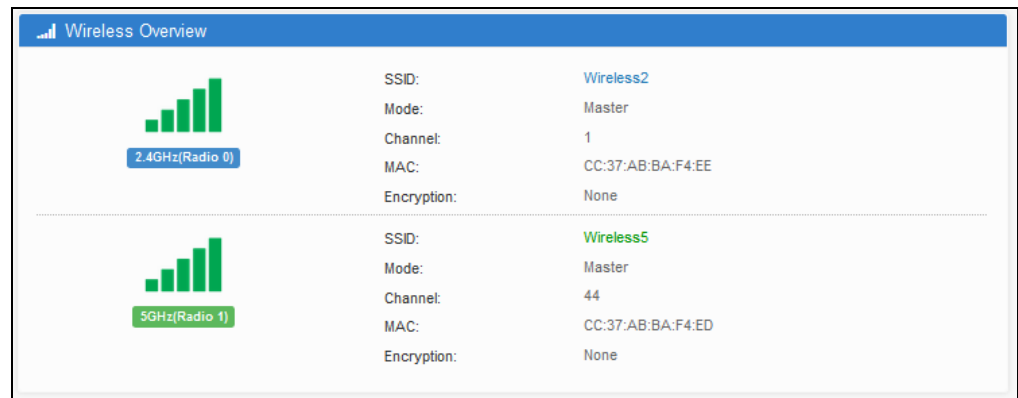 Wireless Overview
SSID: Wireless2
Mode: Master
Channel: 1
2.4GHz(Radio 0)
MAC: CC:37:AB:BA:F4:EE
Encryption: None
SSID: Wireless5
Mode: Master
Channel: 44
5GHz(Radio 1)
MAC: CC:37:AB:BA:F4:ED
Encryption: None